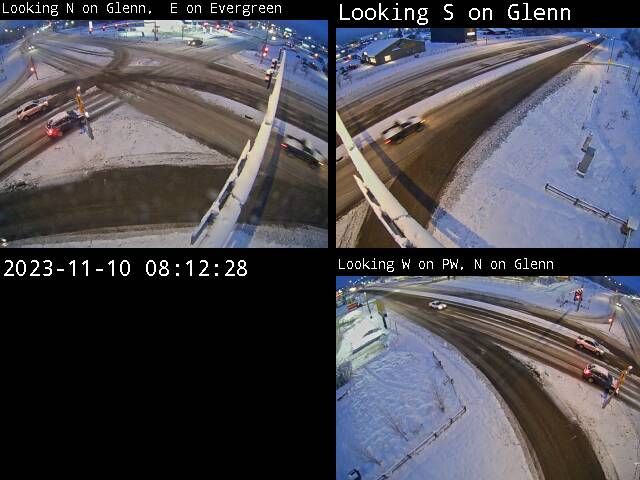 Looking N on Glenn,  E on Evergreen
Looking S on Glenn
2023-11-10 08:12:28
Looking W on PW, N on Glenn